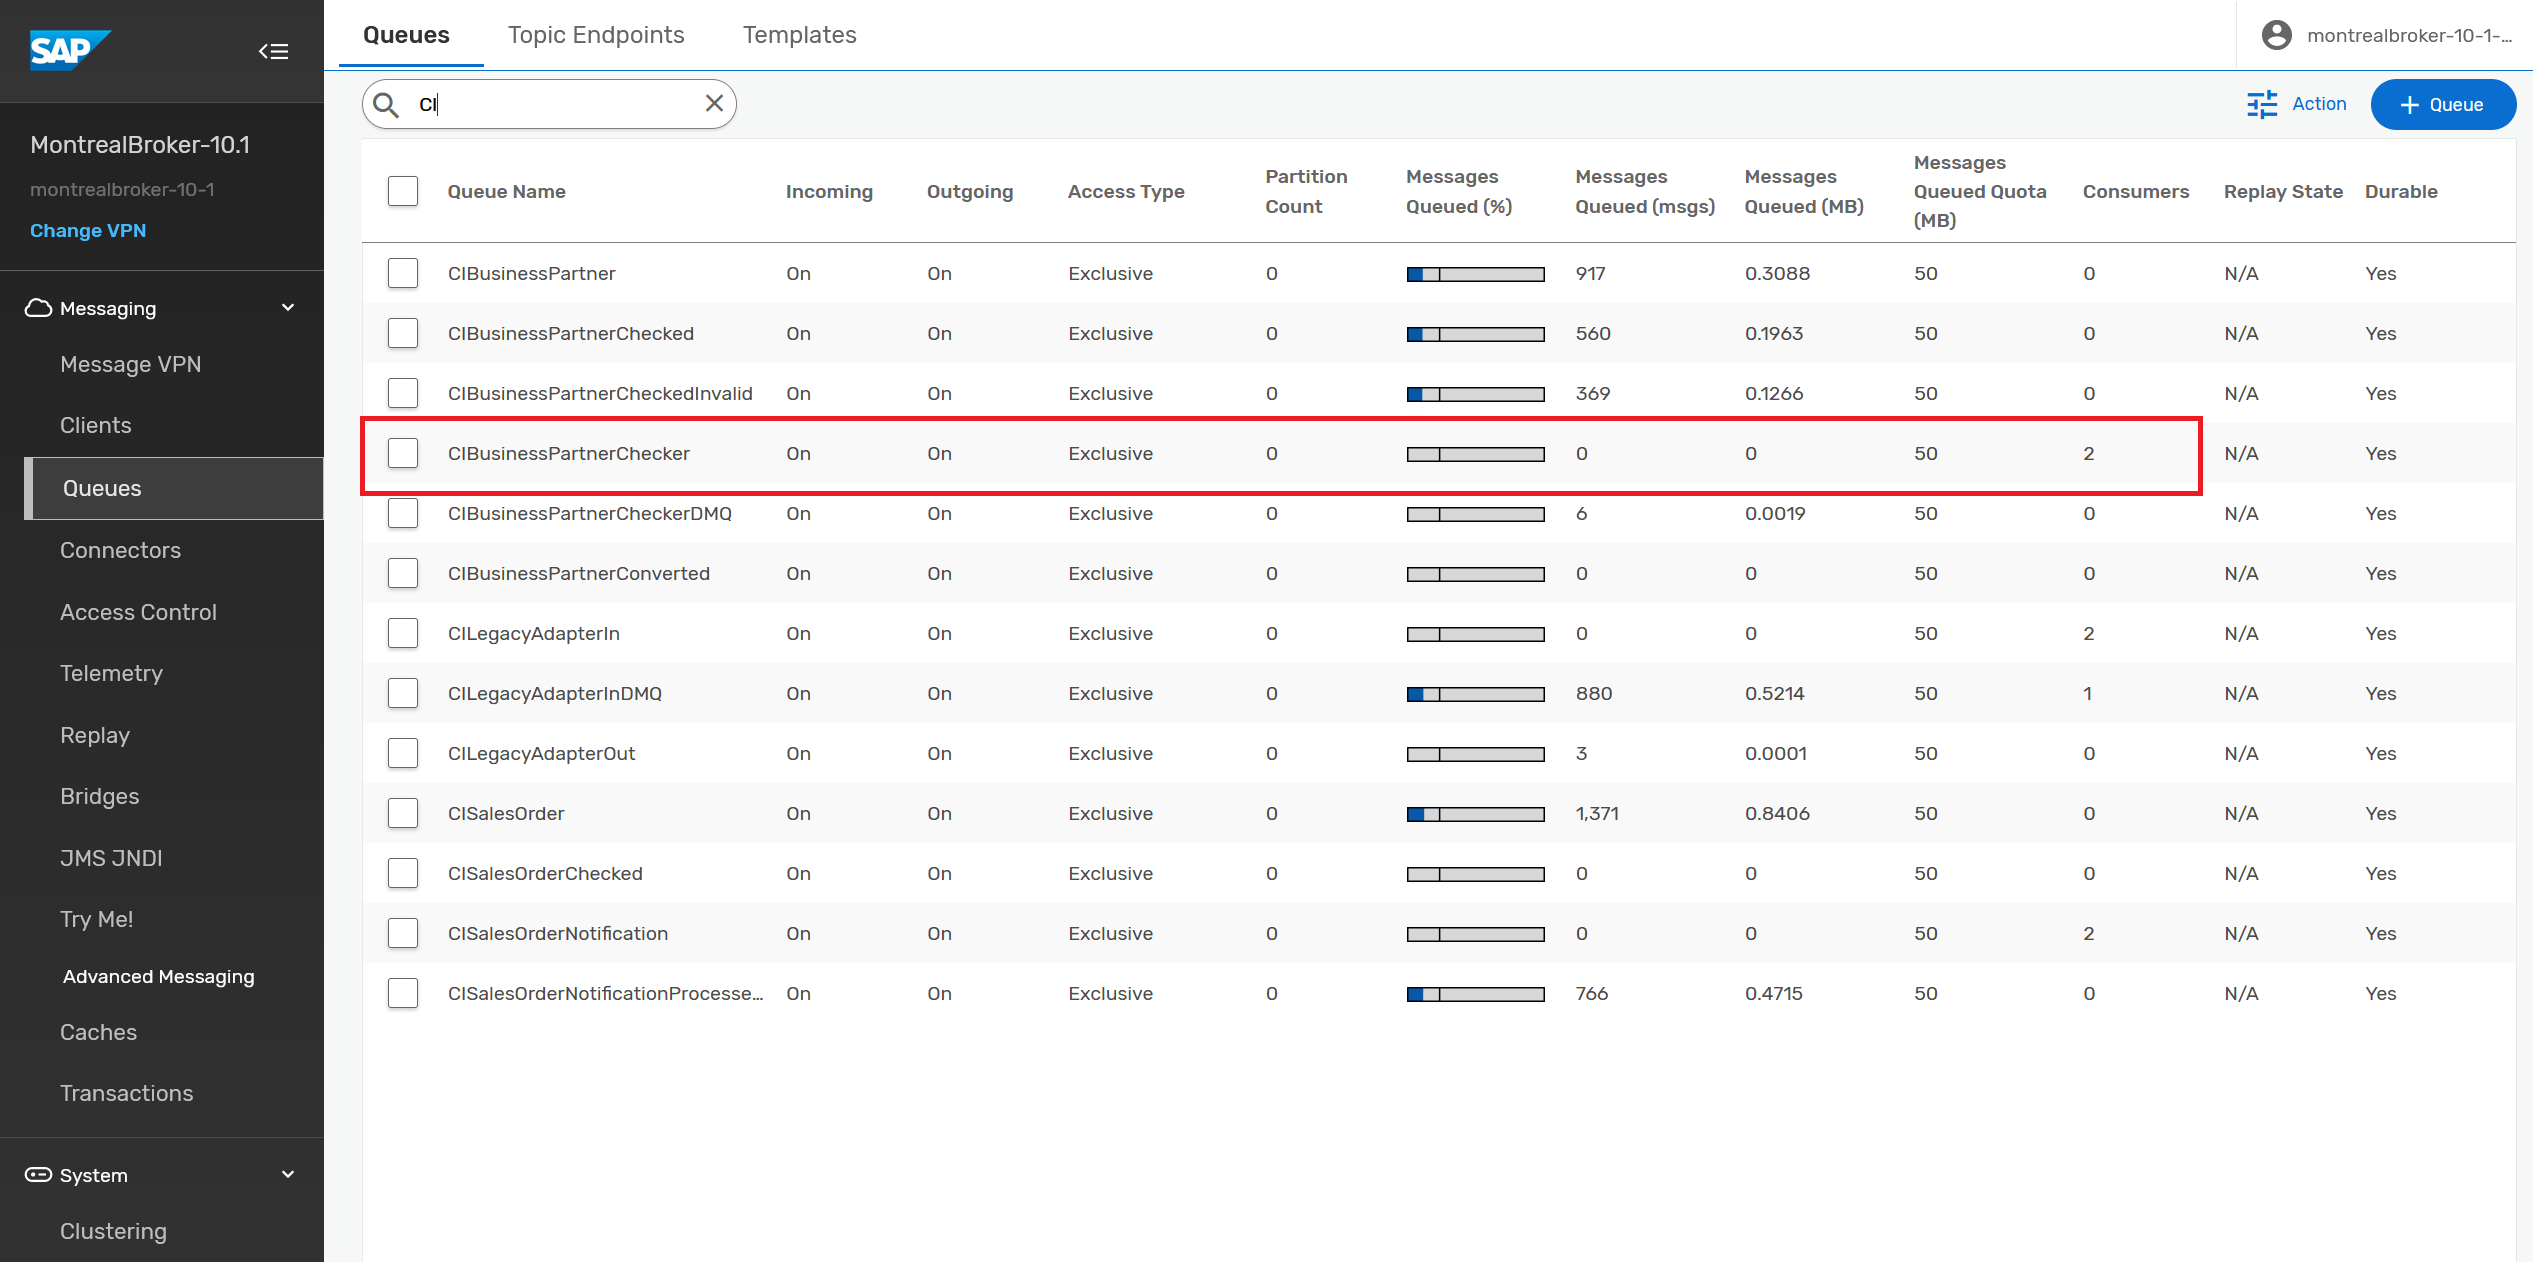 SAP
MontrealBroker-10.1
montrealbroker-10-1
Change VPN
Messaging
Message VPN
Clients
Queues
Connectors
Access Control
Telemetry
Replay
Bridges
JMS JNDI
Try Me!
Advanced Messaging
Caches
Transactions
System
Clustering
Queues Topic Endpoints Templates
montrealbroker-10-1-...
CI
Action
+ Queue
Queue Name Incoming Outgoing Access Type Partition Count Messages Queued (%) Messages Queued (msgs) Messages Queued (MB) Messages Queued Quota (MB) Consumers Replay State Durable
CIBusinessPartner On On Exclusive 0 917 0.3088 50 0 N/A Yes
CIBusinessPartnerChecked On On Exclusive 0 560 0.1963 50 0 N/A Yes
CIBusinessPartnerCheckedInvalid On On Exclusive 0 369 0.1266 50 0 N/A Yes
CIBusinessPartnerChecker On On Exclusive 0 0 0 50 2 N/A Yes
CIBusinessPartnerCheckerDMQ On On Exclusive 0 6 0.0019 50 0 N/A Yes
CIBusinessPartnerConverted On On Exclusive 0 0 0 50 0 N/A Yes
CILegacyAdapterIn On On Exclusive 0 0 0 50 2 N/A Yes
CILegacyAdapterInDMQ On On Exclusive 0 880 0.5214 50 1 N/A Yes
CILegacyAdapterOut On On Exclusive 0 3 0.0001 50 0 N/A Yes
CISalesOrder On On Exclusive 0 1,371 0.8406 50 0 N/A Yes
CISalesOrderChecked On On Exclusive 0 0 0 50 0 N/A Yes
CISalesOrderNotification On On Exclusive 0 0 0 50 2 N/A Yes
CISalesOrderNotificationProcesse... On On Exclusive 0 766 0.4715 50 0 N/A Yes